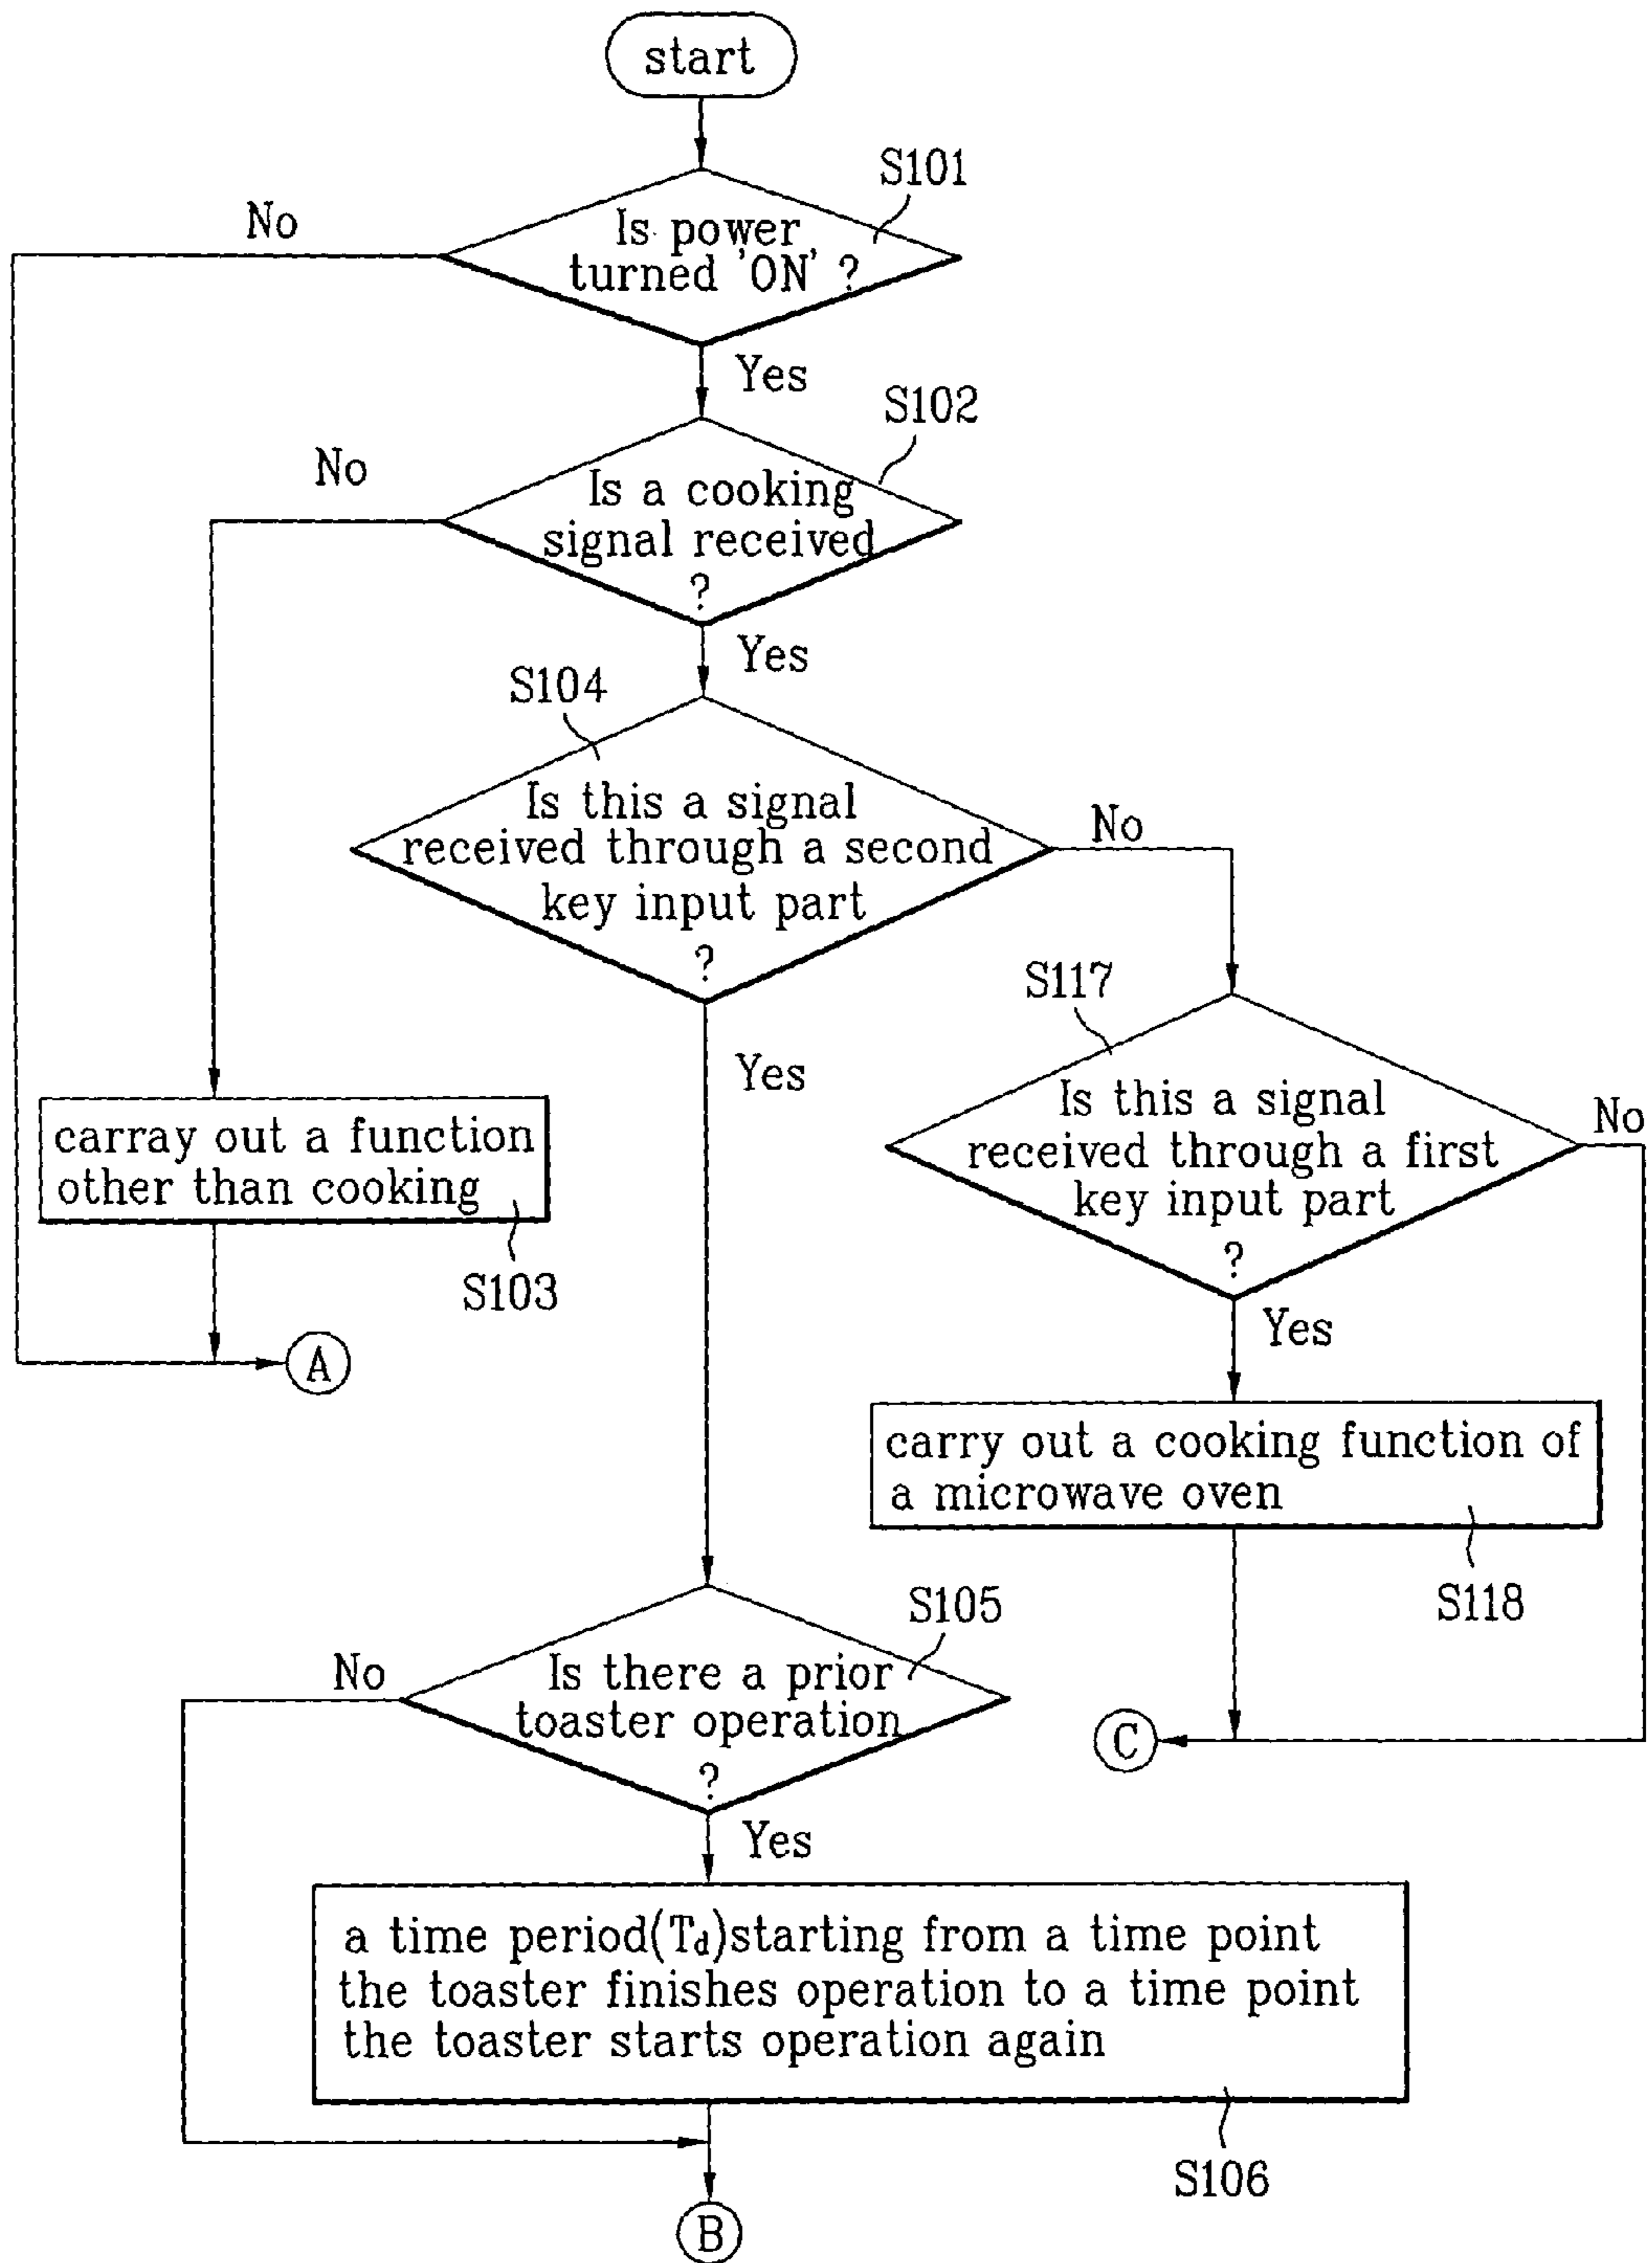 start
S101
No
Is power
turned 'ON' ?
Yes
S102
No
Is a cooking
signal received
?
Yes
S104
Is this a signal
received through a second
key input part
?
No
S117
Yes
Is this a signal
received through a first
key input part
?
No
carray out a function
other than cooking
S103
Yes
A
carry out a cooking function of
a microwave oven
S118
S105
No
Is there a prior
toaster operation
?
C
Yes
a time period(Td)starting from a time point
the toaster finishes operation to a time point
the toaster starts operation again
S106
B